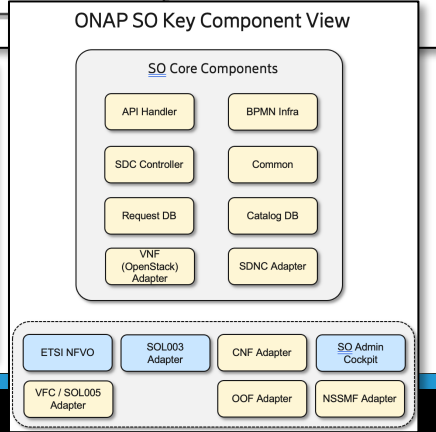 ONAP SO Key Component View
SO Core Components
API Handler
BPMN Infra
SDC Controller
Common
Request DB
Catalog DB
VNF
(OpenStack)
Adapter
SDNC Adapter
ETSI NFVO
SOL003
Adapter
CNF Adapter
SO Admin
Cockpit
VFC / SOL005
Adapter
OOF Adapter
NSSMF Adapter